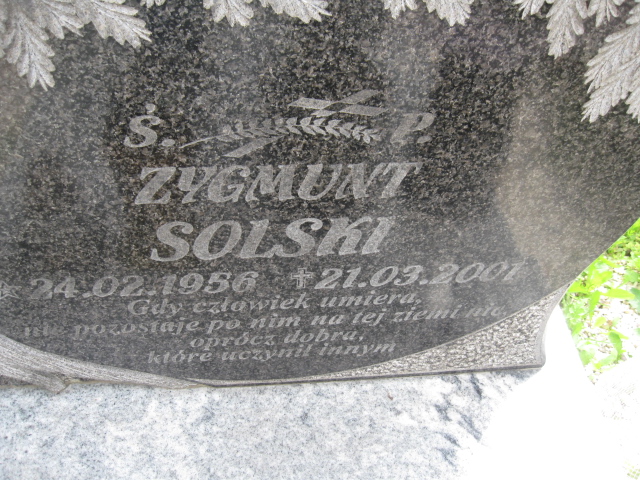 Ś. P.
ZYGMUNT
SOLSKI
24.02.1956 21.03.2001
Gdy człowiek umiera,
nic pozostaje po nim na tej ziemi nic
oprócz dobra,
które uczynił innym